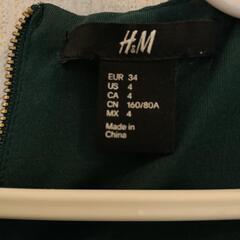 H&M
EUR 34
US 4
CA 4
CN 160/80A
MX 4
Made in
China